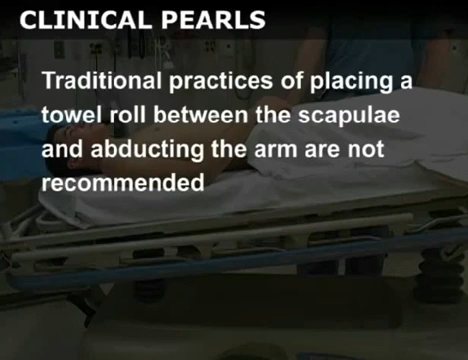 CLINICAL PEARLS
Traditional practices of placing a
towel roll between the scapulae
and abducting the arm are not
recommended